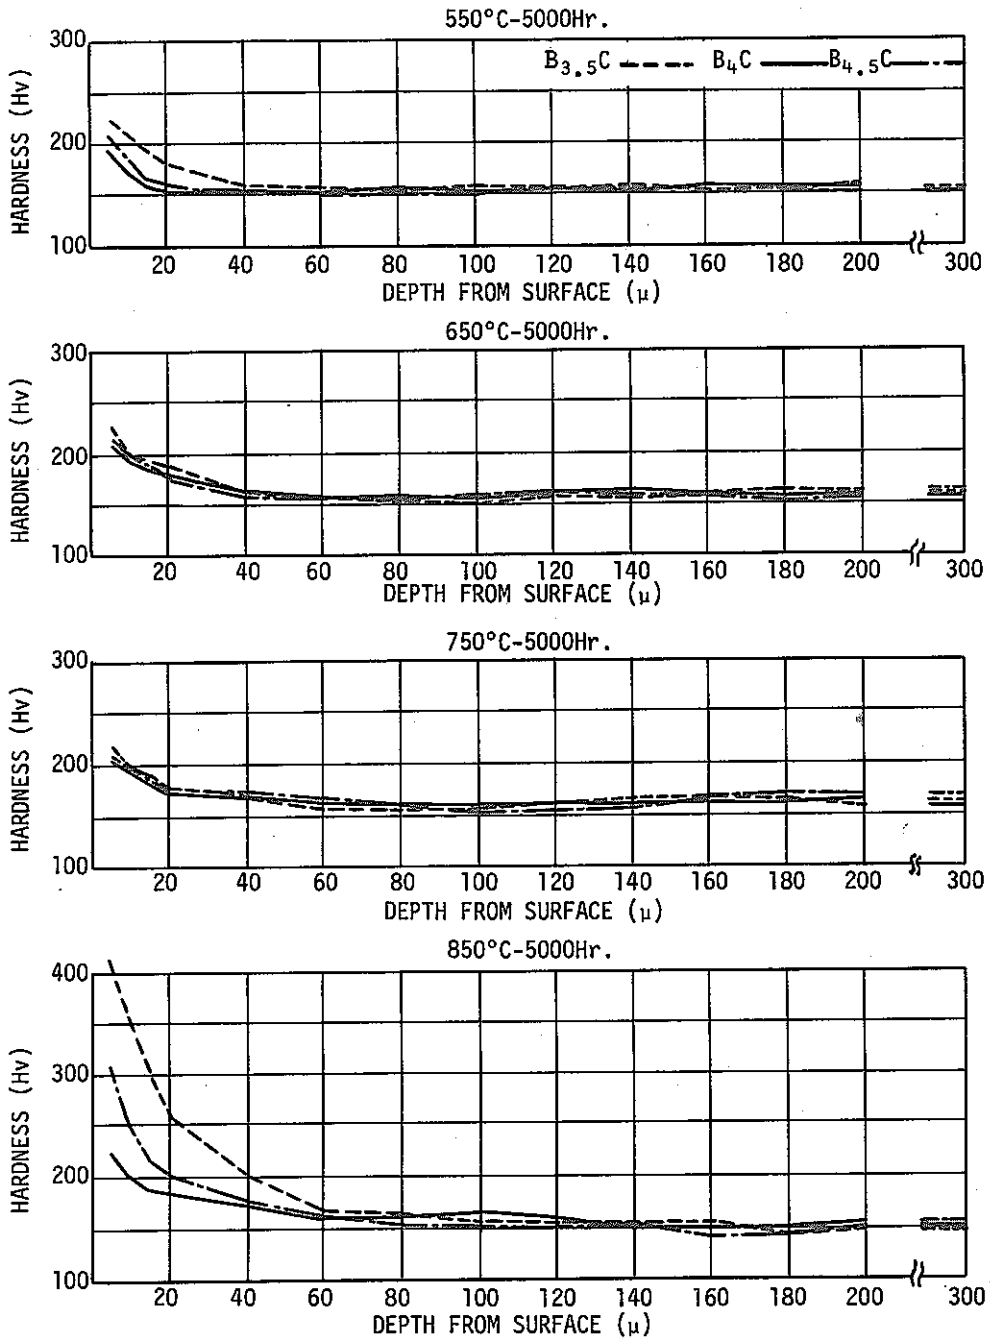 550°C-5000Hr.
B3.5C B4C B4.5C
300
200
100
HARDNESS (Hv)
20 40 60 80 100 120 140 160 180 200 300
DEPTH FROM SURFACE (μ)
650°C-5000Hr.
300
200
100
HARDNESS (Hv)
20 40 60 80 100 120 140 160 180 200 300
DEPTH FROM SURFACE (μ)
750°C-5000Hr.
300
200
100
HARDNESS (Hv)
20 40 60 80 100 120 140 160 180 200 300
DEPTH FROM SURFACE (μ)
850°C-5000Hr.
400
300
200
100
HARDNESS (Hv)
20 40 60 80 100 120 140 160 180 200 300
DEPTH FROM SURFACE (μ)